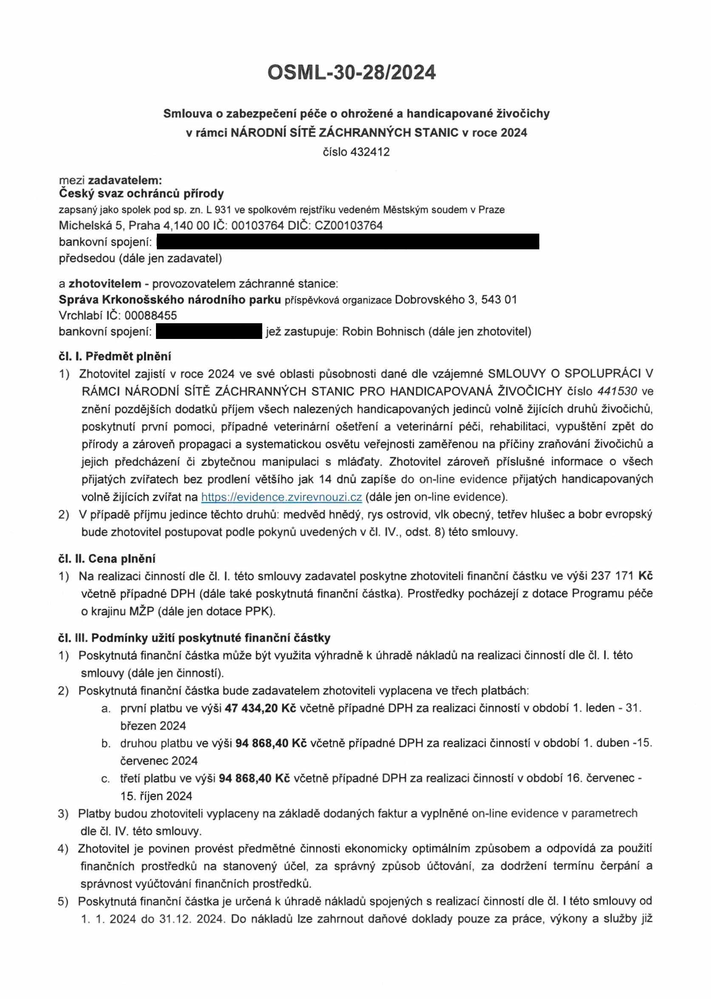 OSML-30-28/2024
Smlouva o zabezpečení péče o ohrožené a handicapované živočichy
v rámci NÁRODNÍ SÍTĚ ZÁCHRANNÝCH STANIC v roce 2024
číslo 432412
mezi zadavatelem:
Český svaz ochránců přírody
zapsaný jako spolek pod sp. zn. L 931 ve spolkovém rejstříku vedeném Městským soudem v Praze
Michelská 5, Praha 4,140 00 IČ: 00103764 DIČ: CZ00103764
bankovní spojení:
předsedou (dále jen zadavatel)
a zhotovitelem - provozovatelem záchranné stanice:
Správa Krkonošského národního parku příspěvková organizace Dobrovského 3, 543 01
Vrchlabí IČ: 00088455
bankovní spojení: jež zastupuje: Robin Bohnisch (dále jen zhotovitel)
čl. I. Předmět plnění
1) Zhotovitel zajistí v roce 2024 ve své oblasti působnosti dané dle vzájemné SMLOUVY O SPOLUPRÁCI V
RÁMCI NÁRODNÍ SÍTĚ ZÁCHRANNÝCH STANIC PRO HANDICAPOVANÁ ŽIVOČICHY číslo 441530 ve
znění pozdějších dodatků příjem všech nalezených handicapovaných jedinců volně žijících druhů živočichů,
poskytnutí první pomoci, případné veterinární ošetření a veterinární péči, rehabilitaci, vypuštění zpět do
přírody a zároveň propagaci a systematickou osvětu veřejnosti zaměřenou na příčiny zraňování živočichů a
jejich předcházení či zbytečnou manipulaci s mláďaty. Zhotovitel zároveň příslušné informace o všech
přijatých zvířatech bez prodlení většího jak 14 dnů zapíše do on-line evidence přijatých handicapovaných
volně žijících zvířat na https://evidence.zvirevnouzi.cz (dále jen on-line evidence).
2) V případě příjmu jedince těchto druhů: medvěd hnědý, rys ostrovid, vlk obecný, tetřev hlušec a bobr evropský
bude zhotovitel postupovat podle pokynů uvedených v čl. IV., odst. 8) této smlouvy.
čl. II. Cena plnění
1) Na realizaci činností dle čl. I. této smlouvy zadavatel poskytne zhotoviteli finanční částku ve výši 237 171 Kč
včetně případné DPH (dále také poskytnutá finanční částka). Prostředky pocházejí z dotace Programu péče
o krajinu MŽP (dále jen dotace PPK).
čl. III. Podmínky užití poskytnuté finanční částky
1) Poskytnutá finanční částka může být využita výhradně k úhradě nákladů na realizaci činností dle čl. I. této
smlouvy (dále jen činností).
2) Poskytnutá finanční částka bude zadavatelem zhotoviteli vyplacena ve třech platbách:
a. první platbu ve výši 47 434,20 Kč včetně případné DPH za realizaci činností v období 1. leden - 31.
březen 2024
b. druhou platbu ve výši 94 868,40 Kč včetně případné DPH za realizaci činností v období 1. duben -15.
červenec 2024
c. třetí platbu ve výši 94 868,40 Kč včetně případné DPH za realizaci činností v období 16. červenec -
15. říjen 2024
3) Platby budou zhotoviteli vyplaceny na základě dodaných faktur a vyplněné on-line evidence v parametrech
dle čl. IV. této smlouvy.
4) Zhotovitel je povinen provést předmětné činnosti ekonomicky optimálním způsobem a odpovídá za použití
finančních prostředků na stanovený účel, za správný způsob účtování, za dodržení termínu čerpání a
správnost vyúčtování finančních prostředků.
5) Poskytnutá finanční částka je určená k úhradě nákladů spojených s realizací činností dle čl. I této smlouvy od
1. 1. 2024 do 31.12. 2024. Do nákladů lze zahrnout daňové doklady pouze za práce, výkony a služby již